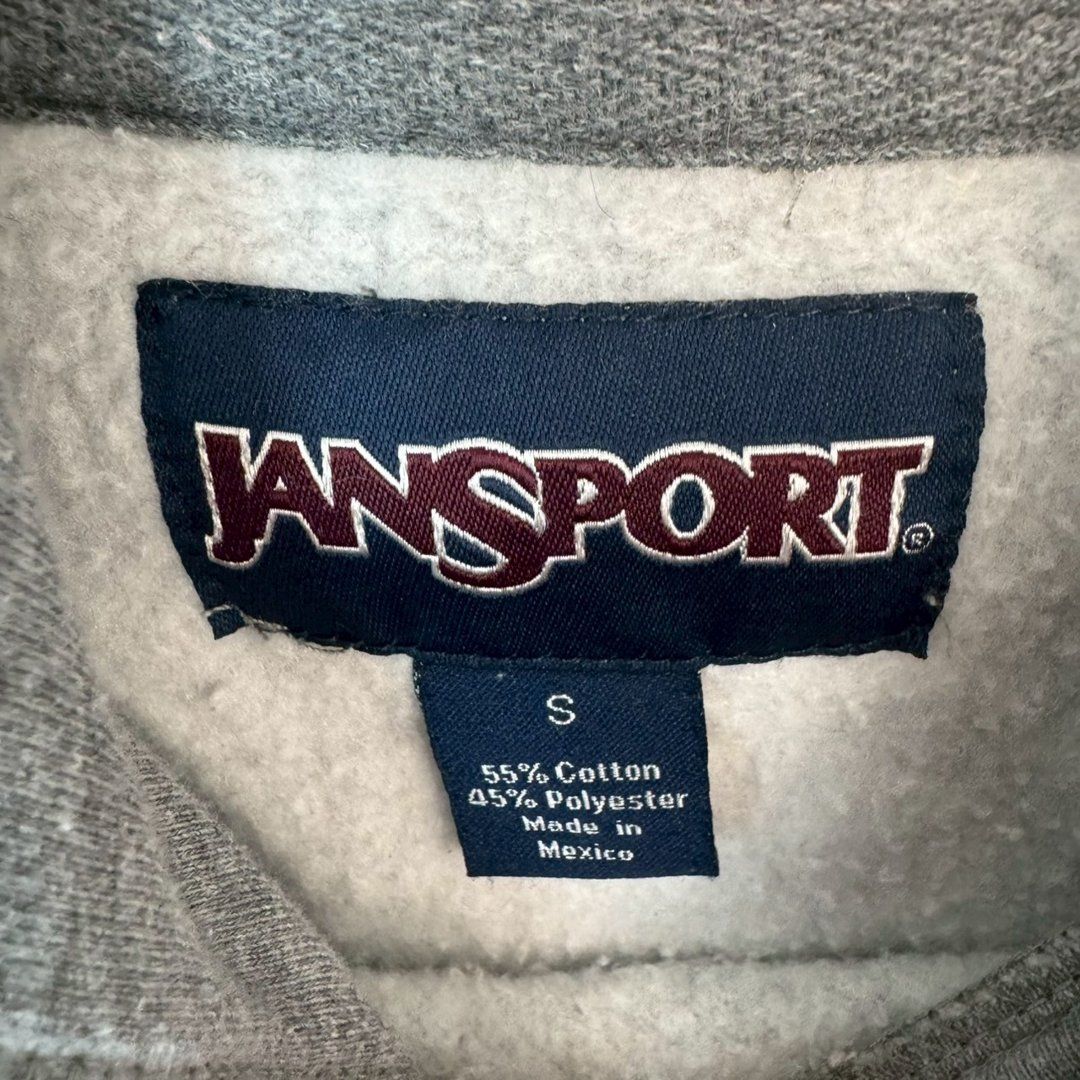 JANSPORT®
S
55% Cotton
45% Polyester
Made in
Mexico